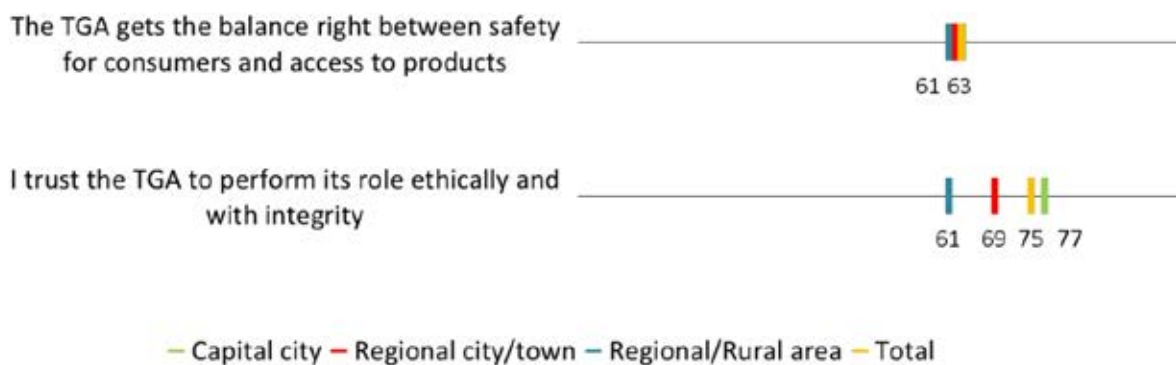 The TGA gets the balance right between safety
for consumers and access to products
61 63
I trust the TGA to perform its role ethically and
with integrity
61 69 75 77
Capital city Regional city/town Regional/Rural area Total